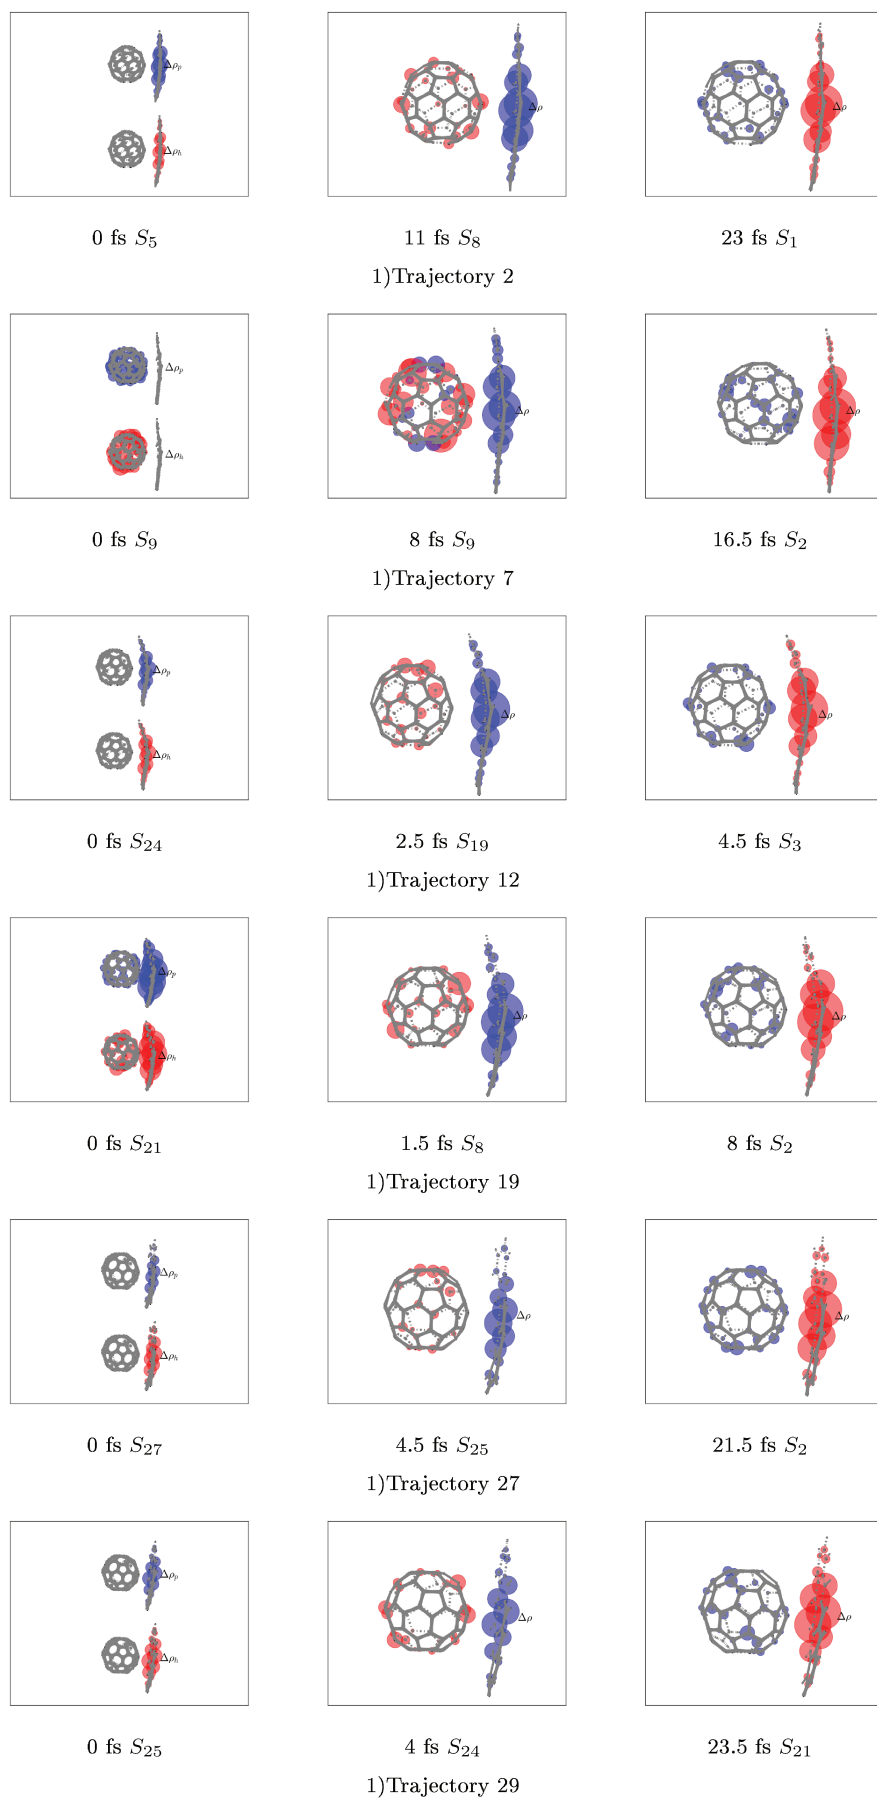 Δρₚ
Δρₕ
Δρ
Δρ
0 fs S₅ 11 fs S₈ 23 fs S₁
1)Trajectory 2
Δρₚ
Δρₕ
Δρ
Δρ
0 fs S₉ 8 fs S₉ 16.5 fs S₂
1)Trajectory 7
Δρₚ
Δρₕ
Δρ
Δρ
0 fs S₂₄ 2.5 fs S₁₉ 4.5 fs S₃
1)Trajectory 12
Δρₚ
Δρₕ
Δρ
Δρ
0 fs S₂₁ 1.5 fs S₈ 8 fs S₂
1)Trajectory 19
Δρₚ
Δρₕ
Δρ
Δρ
0 fs S₂₇ 4.5 fs S₂₅ 21.5 fs S₂
1)Trajectory 27
Δρₚ
Δρₕ
Δρ
Δρ
0 fs S₂₅ 4 fs S₂₄ 23.5 fs S₂₁
1)Trajectory 29